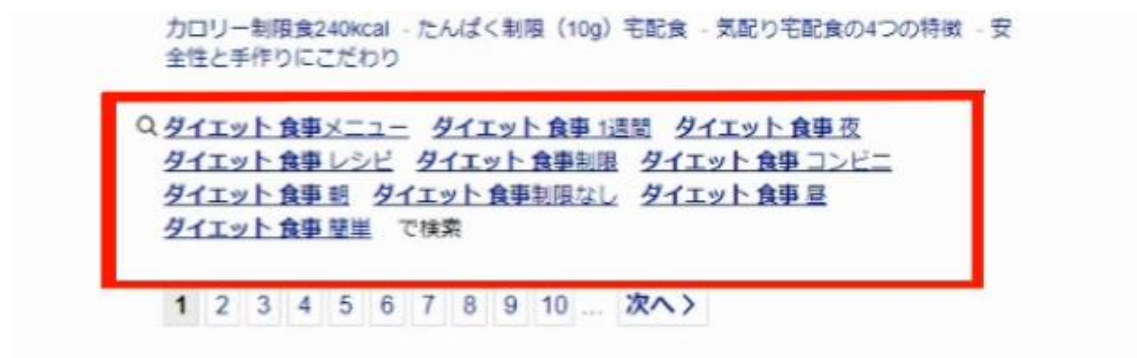 カロリー制限食240kcal - たんぱく制限（10g）宅配食 - 気配り宅配食の4つの特徴 - 安
全性と手作りにこだわり
ダイエット 食事メニュー ダイエット 食事 1週間 ダイエット 食事 夜
ダイエット 食事 レシピ ダイエット 食事制限 ダイエット 食事 コンビニ
ダイエット 食事 朝 ダイエット 食事制限なし ダイエット 食事 昼
ダイエット 食事 簡単 で検索
1 2 3 4 5 6 7 8 9 10 ... 次へ >